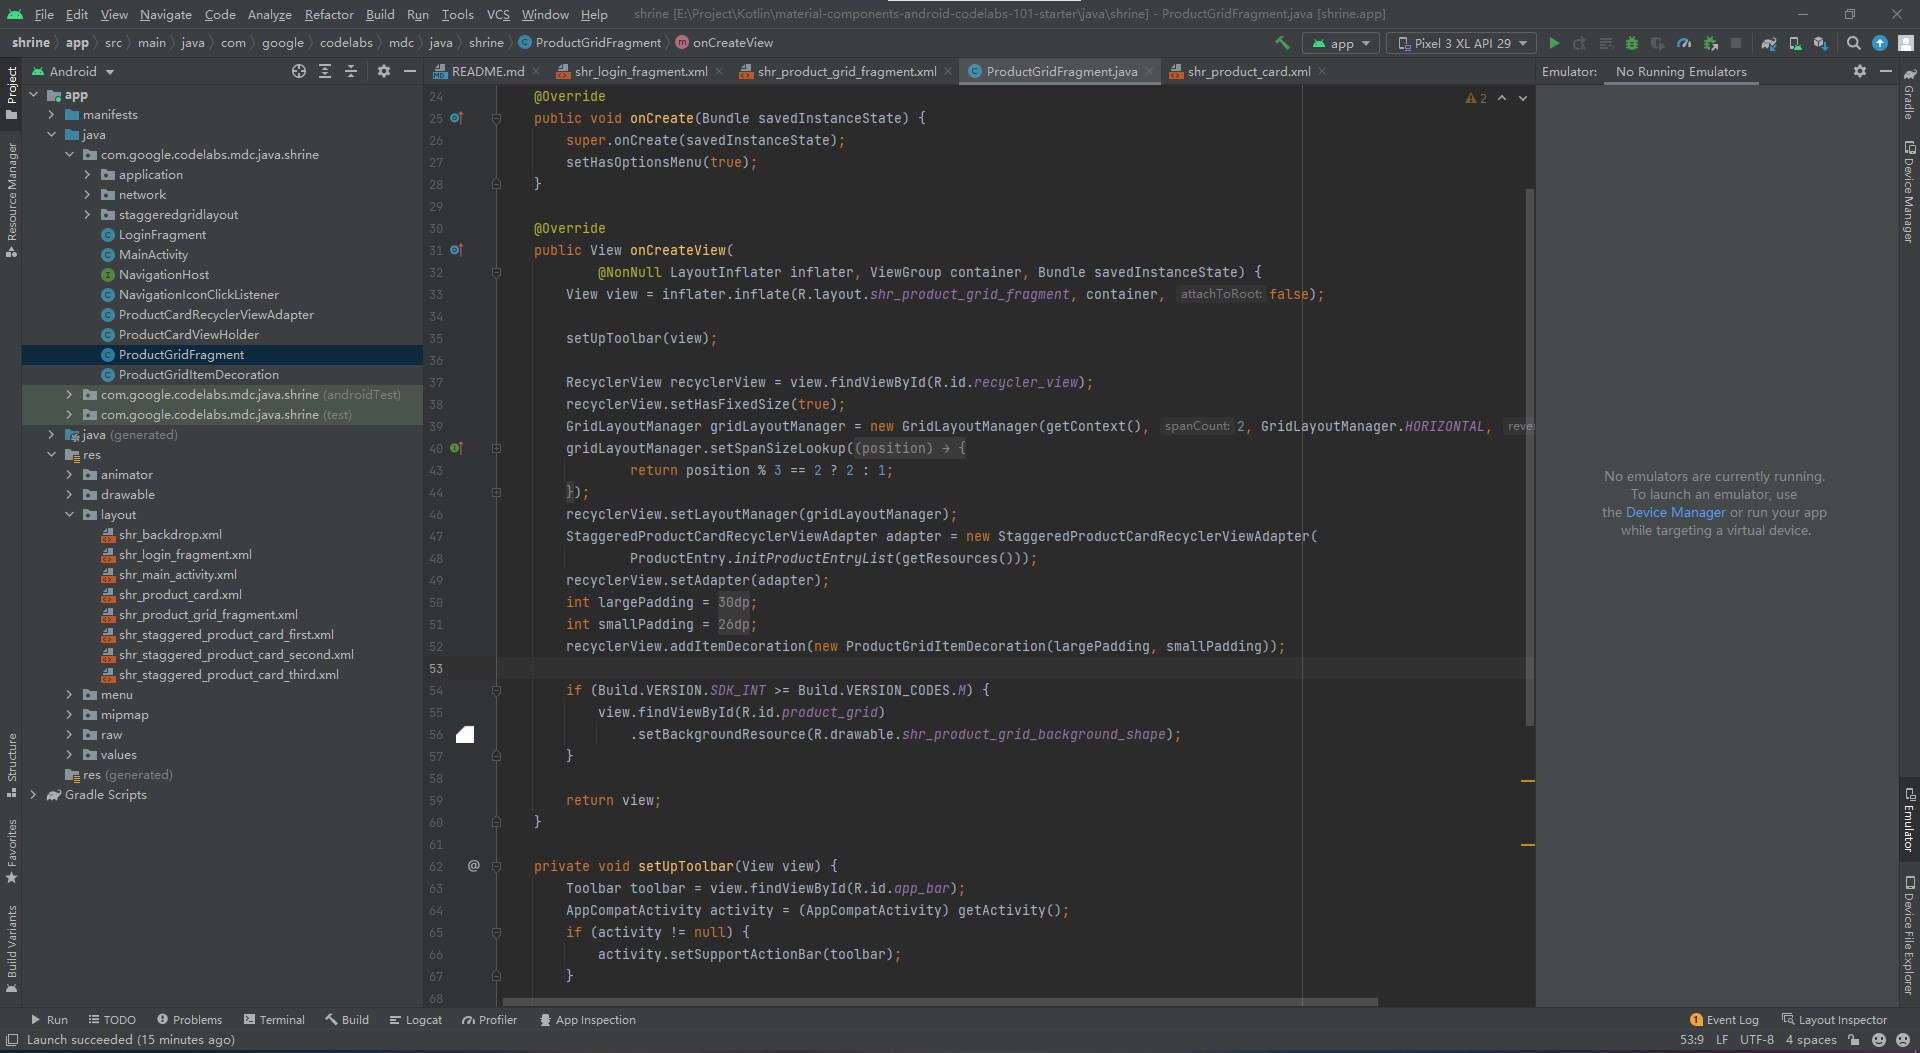 File Edit View Navigate Code Analyze Refactor Build Run Tools VCS Window Help shrine [E:\Project\Kotlin\material-components-android-codelabs-101-starter\java\shrine] - ProductGridFragment.java [shrine.app]
shrine app src main java com google codelabs mdc java shrine ProductGridFragment onCreateView app Pixel 3 XL API 29
Android README.md shr_login_fragment.xml shr_product_grid_fragment.xml ProductGridFragment.java shr_product_card.xml Emulator: No Running Emulators
Project
Resource Manager
Structure
Favorites
Build Variants
app
manifests
java
com.google.codelabs.mdc.java.shrine
application
network
staggeredgridlayout
LoginFragment
MainActivity
NavigationHost
NavigationIconClickListener
ProductCardRecyclerViewAdapter
ProductCardViewHolder
ProductGridFragment
ProductGridItemDecoration
com.google.codelabs.mdc.java.shrine (androidTest)
com.google.codelabs.mdc.java.shrine (test)
java (generated)
res
animator
drawable
layout
shr_backdrop.xml
shr_login_fragment.xml
shr_main_activity.xml
shr_product_card.xml
shr_product_grid_fragment.xml
shr_staggered_product_card_first.xml
shr_staggered_product_card_second.xml
shr_staggered_product_card_third.xml
menu
mipmap
raw
values
res (generated)
Gradle Scripts
2
24 @Override
25 public void onCreate(Bundle savedInstanceState) {
26 super.onCreate(savedInstanceState);
27 setHasOptionsMenu(true);
28 }
29
30 @Override
31 public View onCreateView(
32 @NonNull LayoutInflater inflater, ViewGroup container, Bundle savedInstanceState) {
33 View view = inflater.inflate(R.layout.shr_product_grid_fragment, container, attachToRoot: false);
34
35 setUpToolbar(view);
36
37 RecyclerView recyclerView = view.findViewById(R.id.recycler_view);
38 recyclerView.setHasFixedSize(true);
39 GridLayoutManager gridLayoutManager = new GridLayoutManager(getContext(), spanCount: 2, GridLayoutManager.HORIZONTAL, rever
40 gridLayoutManager.setSpanSizeLookup((position) → {
43 return position % 3 == 2 ? 2 : 1;
44 });
46 recyclerView.setLayoutManager(gridLayoutManager);
47 StaggeredProductCardRecyclerViewAdapter adapter = new StaggeredProductCardRecyclerViewAdapter(
48 ProductEntry.initProductEntryList(getResources()));
49 recyclerView.setAdapter(adapter);
50 int largePadding = 30dp;
51 int smallPadding = 26dp;
52 recyclerView.addItemDecoration(new ProductGridItemDecoration(largePadding, smallPadding));
53
54 if (Build.VERSION.SDK_INT >= Build.VERSION_CODES.M) {
55 view.findViewById(R.id.product_grid)
56 .setBackgroundResource(R.drawable.shr_product_grid_background_shape);
57 }
58
59 return view;
60 }
61
62 @ private void setUpToolbar(View view) {
63 Toolbar toolbar = view.findViewById(R.id.app_bar);
64 AppCompatActivity activity = (AppCompatActivity) getActivity();
65 if (activity != null) {
66 activity.setSupportActionBar(toolbar);
67 }
68
No emulators are currently running.
To launch an emulator, use
the Device Manager or run your app
while targeting a virtual device.
Gradle
Device Manager
Emulator
Device File Explorer
Run TODO Problems Terminal Build Logcat Profiler App Inspection 1 Event Log Layout Inspector
Launch succeeded (15 minutes ago) 53:9 LF UTF-8 4 spaces